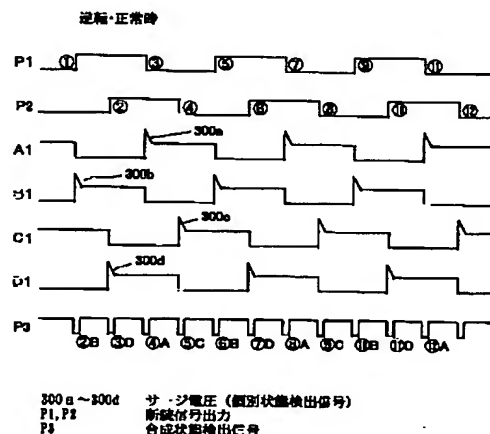 逆転・正常時
P1 ① ③ ⑤ ⑦ ⑨ ⑪
P2 ② ④ ⑥ ⑧ ⑩ ⑫
A1 300a
B1 300b
C1 300c
D1 300d
P3
②B ③D ④A ⑤C ⑥B ⑦D ⑧A ⑨C ⑩B ⑪D ⑫A
300a~300d サージ電圧 (個別状態検出信号)
P1,P2 断続信号出力
P3 合成状態検出信号